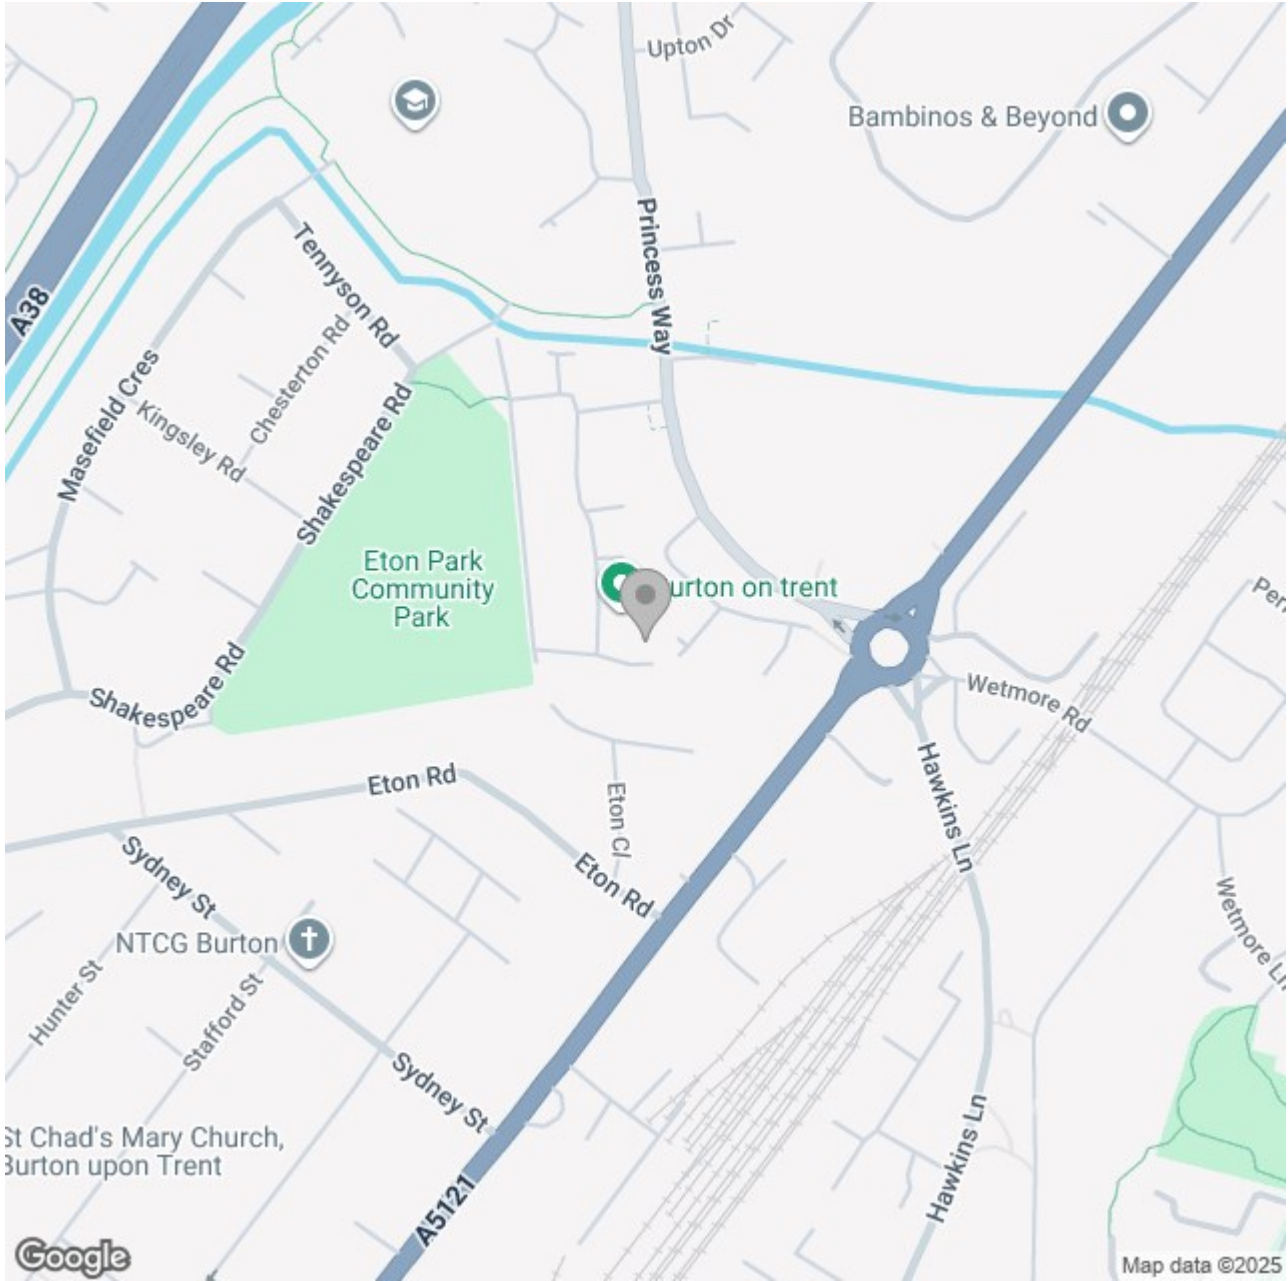 Upton Dr
Bambinos & Beyond
Princess Way
Tennyson Rd
A38
Chesterton Rd
Masefield Cres
Kingsley Rd
Shakespeare Rd
Eton Park
Community
Park
urton on trent
Shakespeare Rd
Wetmore Rd
Eton Rd
Hawkins Ln
Eton Cl
Sydney St
Eton Rd
Wetmore Ln
NTCG Burton
Hunter St
Stafford St
Sydney St
St Chad's Mary Church,
Burton upon Trent
Hawkins Ln
A5121
Google
Map data ©2025